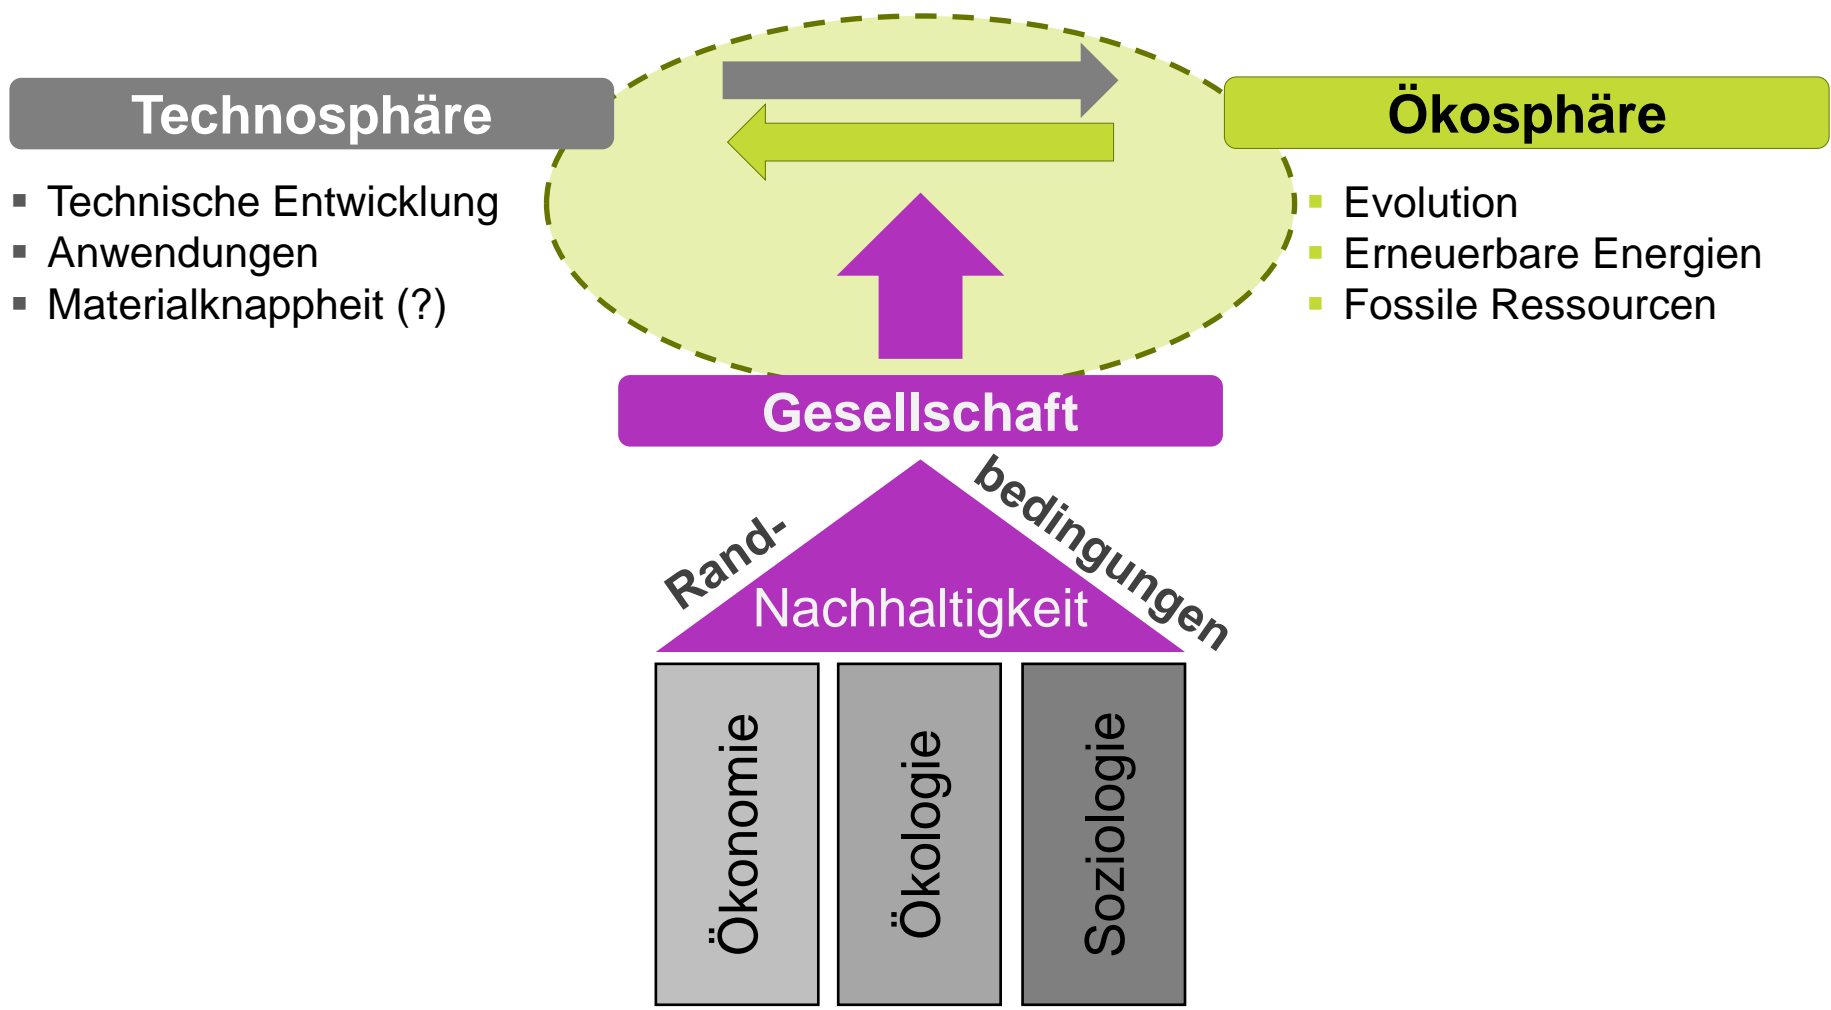 Technosphäre
Ökosphäre
▪ Technische Entwicklung
▪ Anwendungen
▪ Materialknappheit (?)
▪ Evolution
▪ Erneuerbare Energien
▪ Fossile Ressourcen
Gesellschaft
Rand-
bedingungen
Nachhaltigkeit
Ökonomie
Ökologie
Soziologie